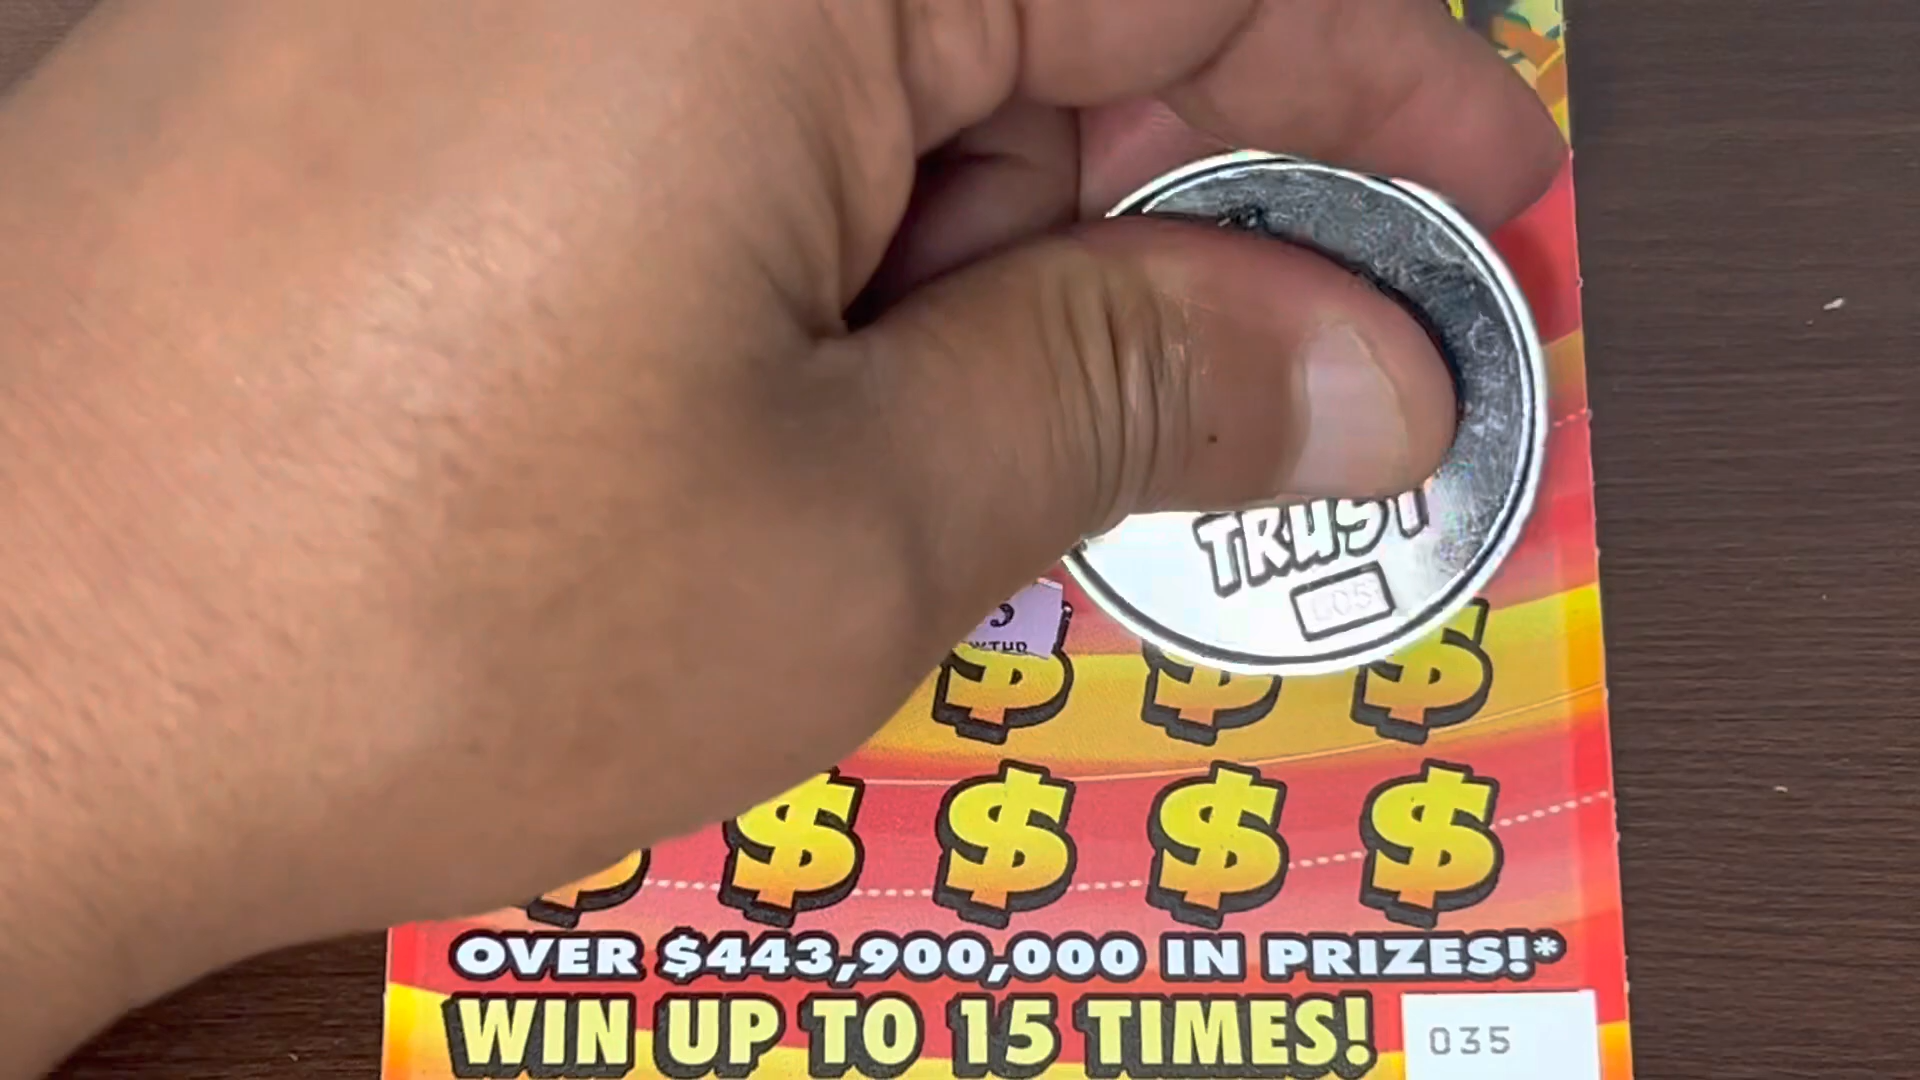 TRUST
$ $ $
$ $ $ $ $
OVER $443,900,000 IN PRIZES!*
WIN UP TO 15 TIMES!
035